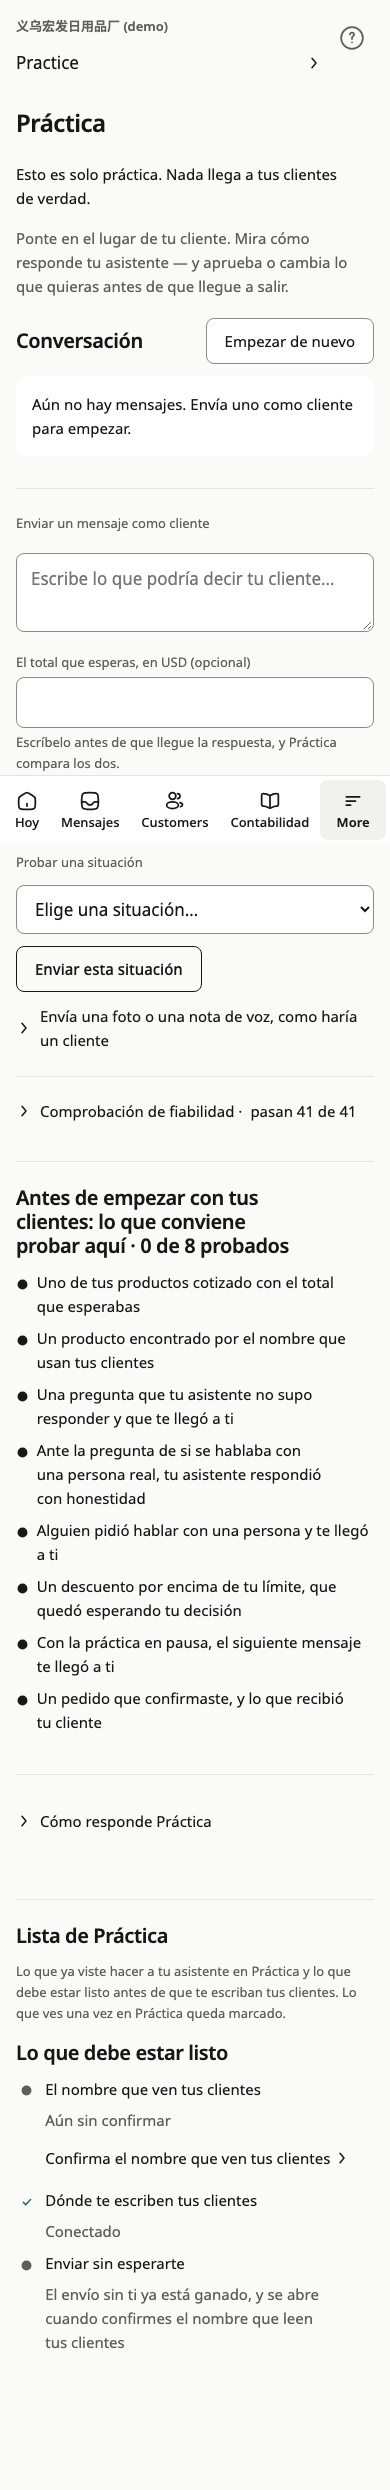 义乌宏发日用品厂 (demo)
Practice
Práctica
Esto es solo práctica. Nada llega a tus clientes
de verdad.
Ponte en el lugar de tu cliente. Mira cómo
responde tu asistente — y aprueba o cambia lo
que quieras antes de que llegue a salir.
Conversación
Empezar de nuevo
Aún no hay mensajes. Envía uno como cliente
para empezar.
Enviar un mensaje como cliente
Escribe lo que podría decir tu cliente...
El total que esperas, en USD (opcional)
Escríbelo antes de que llegue la respuesta, y Práctica
compara los dos.
Hoy
Mensajes
Customers
Contabilidad
More
Probar una situación
Elige una situación...
Enviar esta situación
Envía una foto o una nota de voz, como haría
un cliente
Comprobación de fiabilidad · pasan 41 de 41
Antes de empezar con tus
clientes: lo que conviene
probar aquí · 0 de 8 probados
Uno de tus productos cotizado con el total
que esperabas
Un producto encontrado por el nombre que
usan tus clientes
Una pregunta que tu asistente no supo
responder y que te llegó a ti
Ante la pregunta de si se hablaba con
una persona real, tu asistente respondió
con honestidad
Alguien pidió hablar con una persona y te llegó
a ti
Un descuento por encima de tu límite, que
quedó esperando tu decisión
Con la práctica en pausa, el siguiente mensaje
te llegó a ti
Un pedido que confirmaste, y lo que recibió
tu cliente
Cómo responde Práctica
Lista de Práctica
Lo que ya viste hacer a tu asistente en Práctica y lo que
debe estar listo antes de que te escriban tus clientes. Lo
que ves una vez en Práctica queda marcado.
Lo que debe estar listo
El nombre que ven tus clientes
Aún sin confirmar
Confirma el nombre que ven tus clientes
Dónde te escriben tus clientes
Conectado
Enviar sin esperarte
El envío sin ti ya está ganado, y se abre
cuando confirmes el nombre que leen
tus clientes